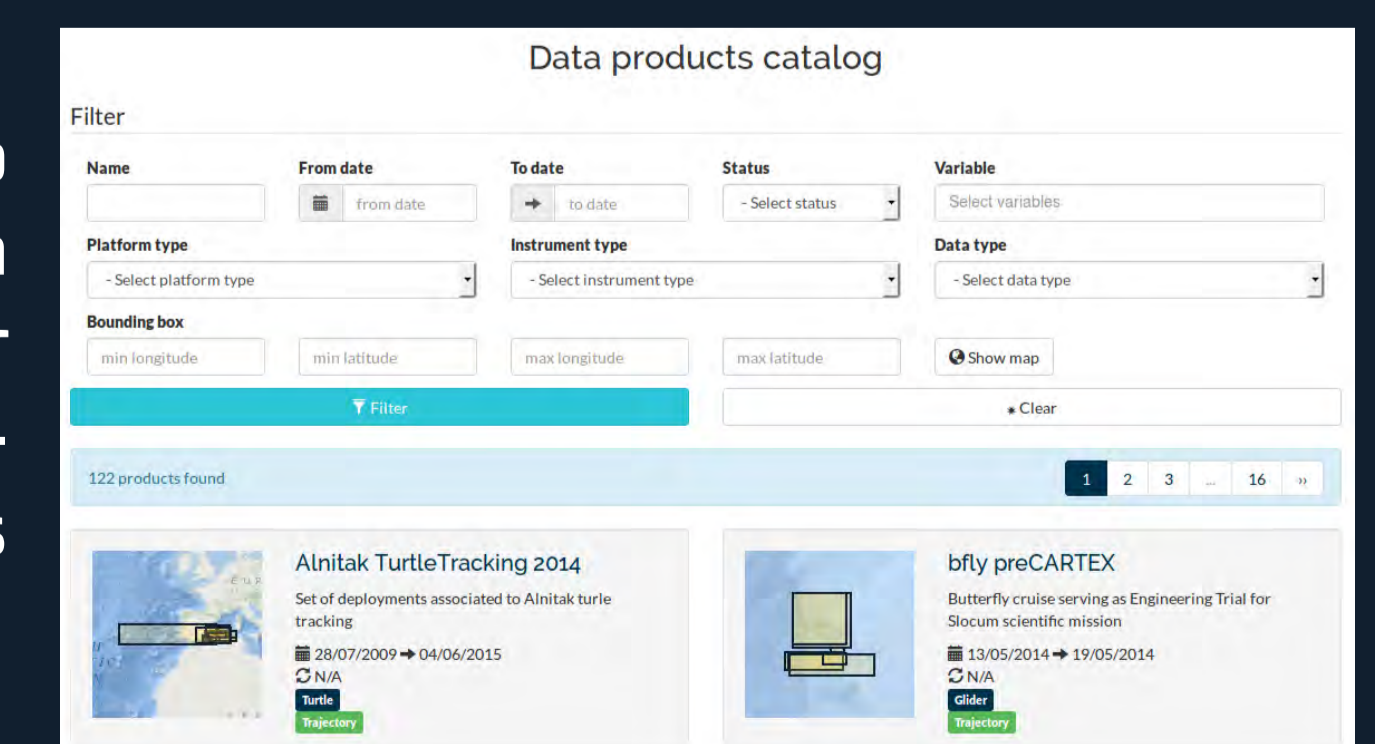 Data products catalog
Filter
Name From date To date Status Variable
from date to date - Select status Select variables
Platform type Instrument type Data type
- Select platform type - Select instrument type - Select data type
Bounding box
min longitude min latitude max longitude max latitude Show map
Filter Clear
122 products found 1 2 3 ... 16 »
Alnitak TurtleTracking 2014
Set of deployments associated to Alnitak turle
tracking
28/07/2009 04/06/2015
N/A
Turtle
Trajectory
bfly preCARTEX
Butterfly cruise serving as Engineering Trial for
Slocum scientific mission
13/05/2014 19/05/2014
N/A
Glider
Trajectory